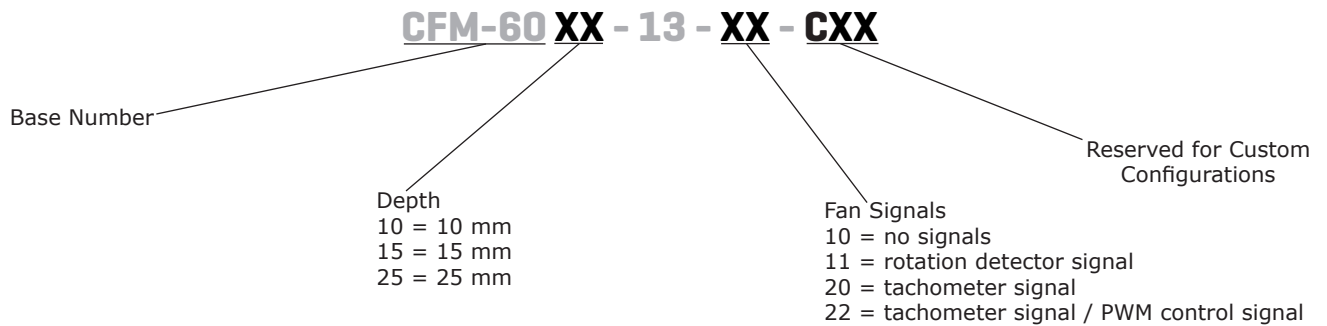 CFM-60 XX - 13 - XX - CXX
Base Number
Reserved for Custom
Configurations
Depth
10 = 10 mm
15 = 15 mm
25 = 25 mm
Fan Signals
10 = no signals
11 = rotation detector signal
20 = tachometer signal
22 = tachometer signal / PWM control signal